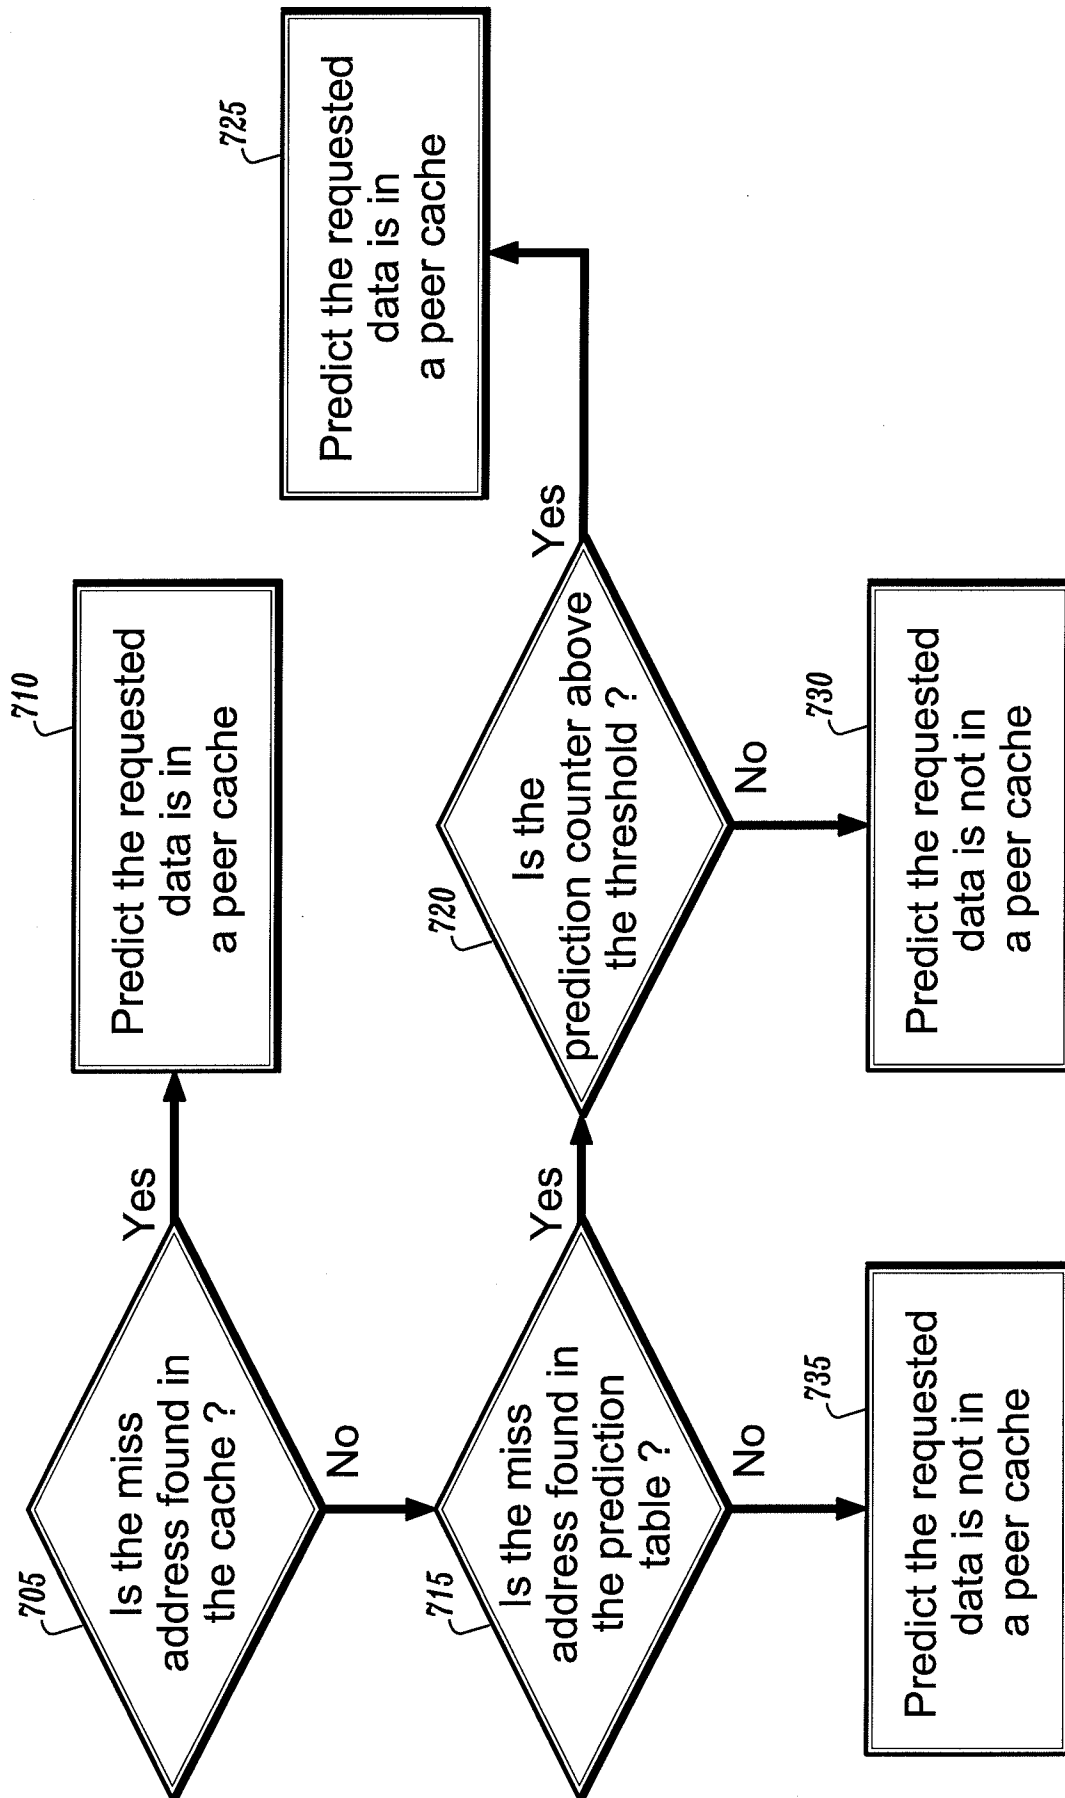 705
Is the miss
address found in
the cache ?
Yes
No
710
Predict the requested
data is in
a peer cache
715
Is the miss
address found in
the prediction
table ?
Yes
No
720
Is the
prediction counter above
the threshold ?
Yes
No
725
Predict the requested
data is in
a peer cache
735
Predict the requested
data is not in
a peer cache
730
Predict the requested
data is not in
a peer cache